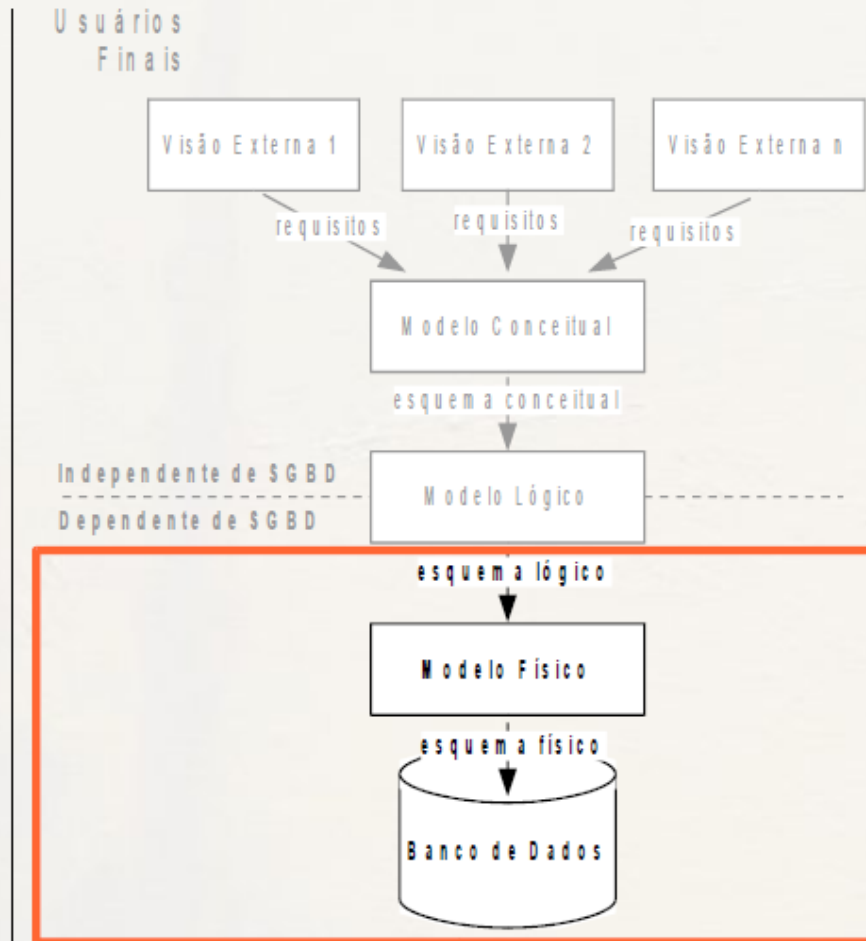 Usuários
Finais
Visão Externa 1
Visão Externa 2
Visão Externa n
requisitos
requisitos
requisitos
Modelo Conceitual
esquema conceitual
Independente de SGBD
Modelo Lógico
Dependente de SGBD
esquema lógico
Modelo Físico
esquema físico
Banco de Dados